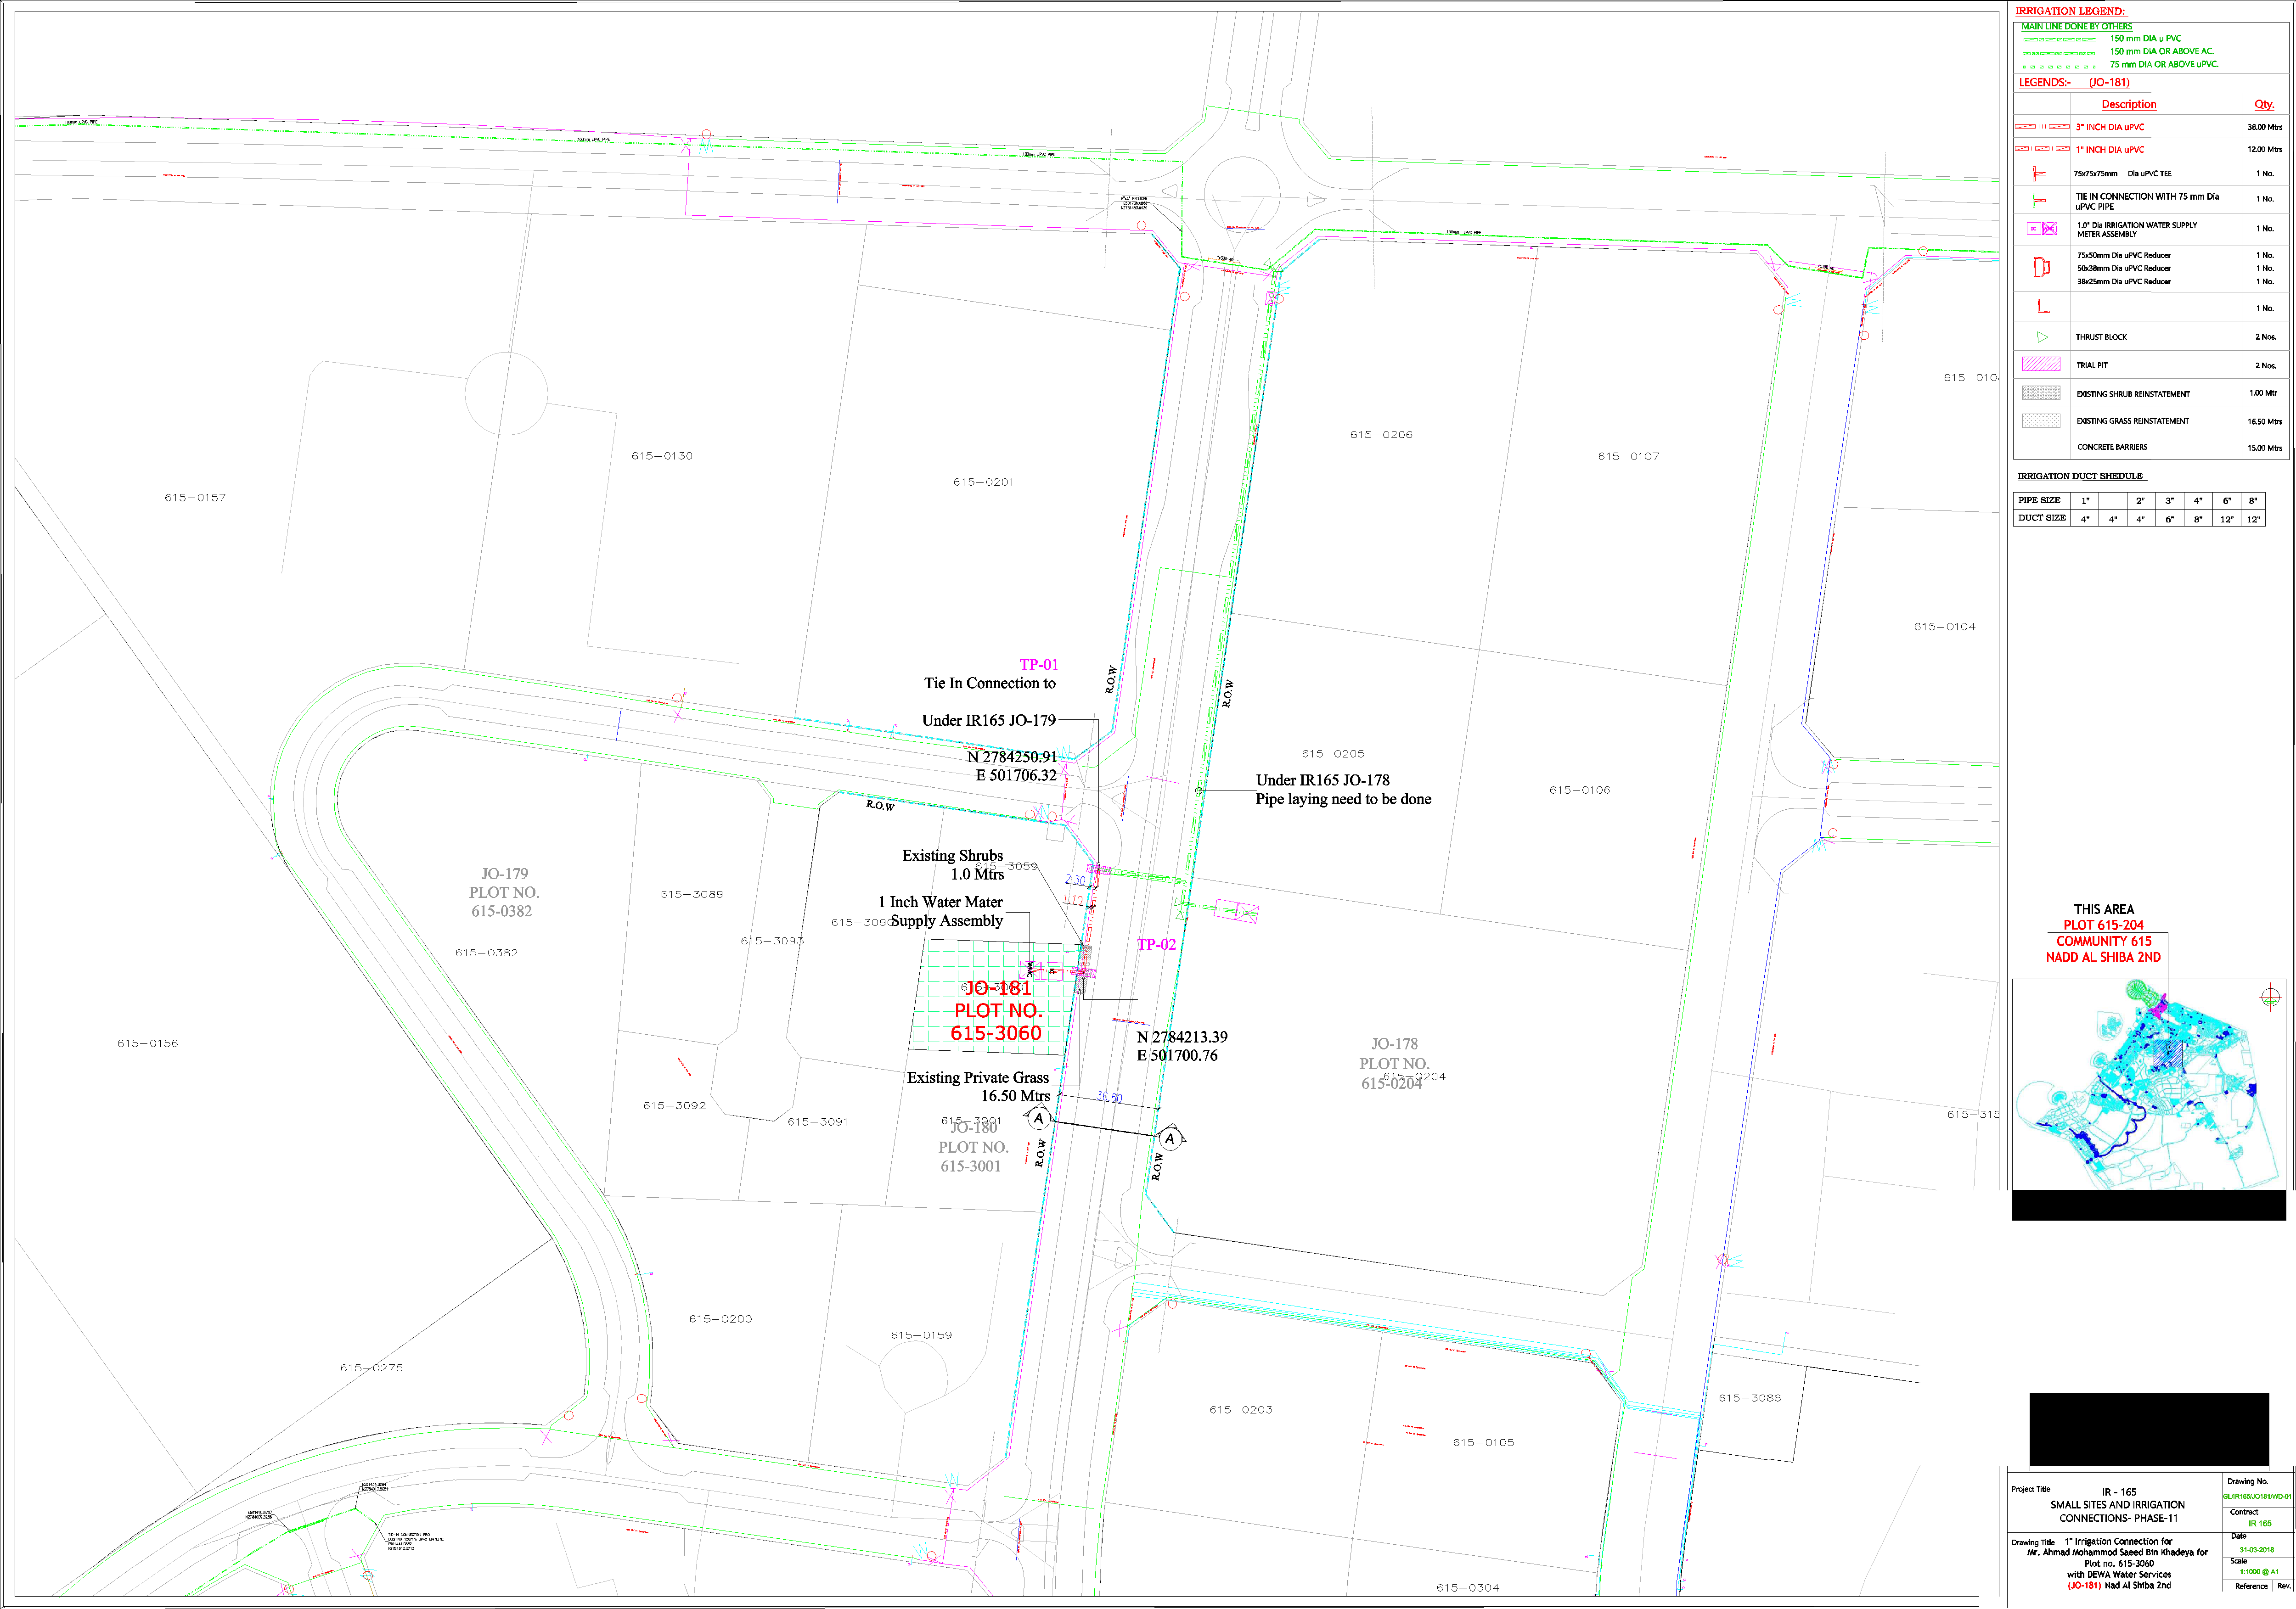 IRRIGATION LEGEND:
MAIN LINE DONE BY OTHERS
150 mm DIA u PVC
150 mm DIA OR ABOVE AC.
75 mm DIA OR ABOVE uPVC.
LEGENDS:- (JO-181)
Description Qty.
3" INCH DIA uPVC 38.00 Mtrs
1" INCH DIA uPVC 12.00 Mtrs
75x75x75mm Dia uPVC TEE 1 No.
TIE IN CONNECTION WITH 75 mm Dia
uPVC PIPE 1 No.
1.0" Dia IRRIGATION WATER SUPPLY
METER ASSEMBLY 1 No.
75x50mm Dia uPVC Reducer 1 No.
50x38mm Dia uPVC Reducer 1 No.
38x25mm Dia uPVC Reducer 1 No.
1 No.
THRUST BLOCK 2 Nos.
TRIAL PIT 2 Nos.
EXISTING SHRUB REINSTATEMENT 1.00 Mtr
EXISTING GRASS REINSTATEMENT 16.50 Mtrs
CONCRETE BARRIERS 15.00 Mtrs
IRRIGATION DUCT SHEDULE
PIPE SIZE 1" 2" 3" 4" 6" 8"
DUCT SIZE 4" 4" 4" 6" 8" 12" 12"
THIS AREA
PLOT 615-204
COMMUNITY 615
NADD AL SHIBA 2ND
Project Title
IR - 165
SMALL SITES AND IRRIGATION
CONNECTIONS- PHASE-11
Drawing Title 1" Irrigation Connection for
Mr. Ahmad Mohammod Saeed Bin Khadeya for
Plot no. 615-3060
with DEWA Water Services
(JO-181) Nad Al Shiba 2nd
Drawing No.
GL/IR165/JO181/WD-01
Contract
IR 165
Date
31-03-2018
Scale
1:1000 @ A1
Reference Rev.
100mm uPVC PIPE
100mm uPVC PIPE
150mm uPVC PIPE
615-0157
615-0130
615-0201
615-0206
615-0107
615-010
615-0104
TP-01
Tie In Connection to
Under IR165 JO-179
N 2784250.91
E 501706.32
R.O.W
R.O.W
R.O.W
615-0205
Under IR165 JO-178
Pipe laying need to be done
615-0106
Existing Shrubs
1.0 Mtrs
615-3059
2.30
1.10
1 Inch Water Mater
Supply Assembly
JO-179
PLOT NO.
615-0382
615-0382
615-3089
615-3093
615-3090
TP-02
JO-181
PLOT NO.
615-3060
N 2784213.39
E 501700.76
615-0156
Existing Private Grass
16.50 Mtrs
36.60
JO-178
PLOT NO.
615-0204
615-0204
615-3092
615-3091
615-3001
JO-180
PLOT NO.
615-3001
A
A
R.O.W
R.O.W
615-315
615-0200
615-0159
615-0275
615-0203
615-0105
615-3086
615-0304